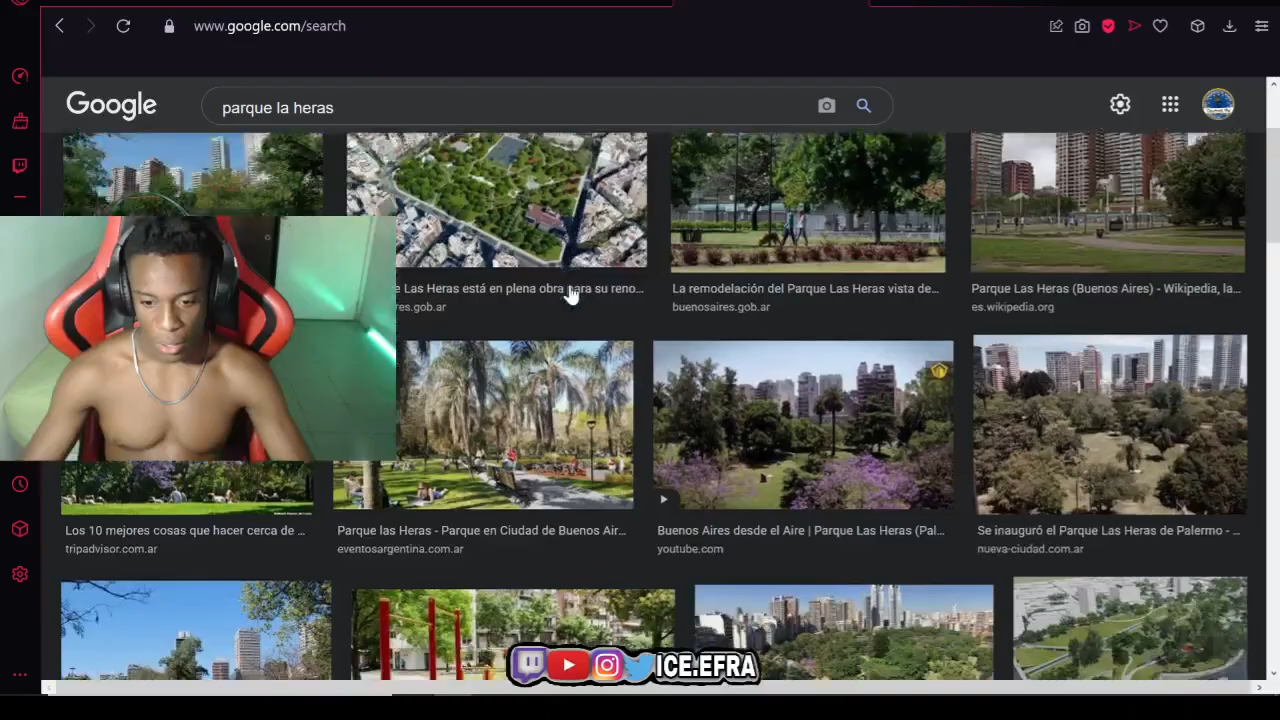 www.google.com/search
Google
parque la heras
e Las Heras está en plena obra para su reno...
res.gob.ar
La remodelación del Parque Las Heras vista de...
buenosaires.gob.ar
Parque Las Heras (Buenos Aires) - Wikipedia, la...
es.wikipedia.org
Los 10 mejores cosas que hacer cerca de ...
tripadvisor.com.ar
Parque las Heras - Parque en Ciudad de Buenos Air...
eventosargentina.com.ar
Buenos Aires desde el Aire | Parque Las Heras (Pal...
youtube.com
Se inauguró el Parque Las Heras de Palermo - ...
nueva-ciudad.com.ar
ICE.EFRA